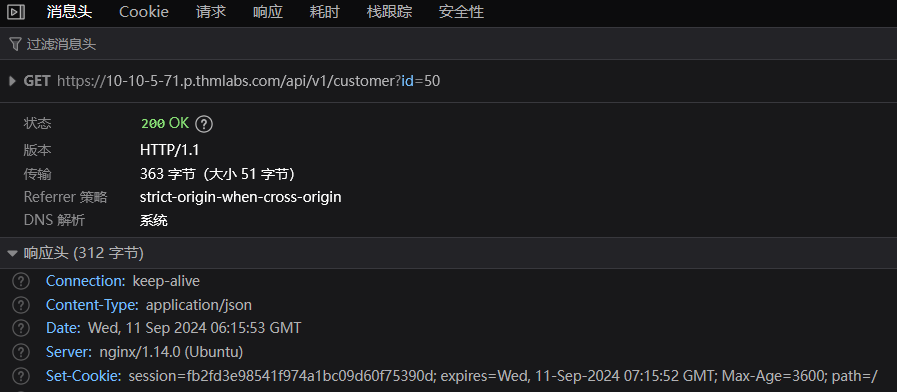 消息头 Cookie 请求 响应 耗时 栈跟踪 安全性
过滤消息头
GET https://10-10-5-71.p.thmlabs.com/api/v1/customer?id=50
状态 200 OK ?
版本 HTTP/1.1
传输 363 字节（大小 51 字节）
Referrer 策略 strict-origin-when-cross-origin
DNS 解析 系统
响应头 (312 字节)
? Connection: keep-alive
? Content-Type: application/json
? Date: Wed, 11 Sep 2024 06:15:53 GMT
? Server: nginx/1.14.0 (Ubuntu)
? Set-Cookie: session=fb2fd3e98541f974a1bc09d60f75390d; expires=Wed, 11-Sep-2024 07:15:52 GMT; Max-Age=3600; path=/